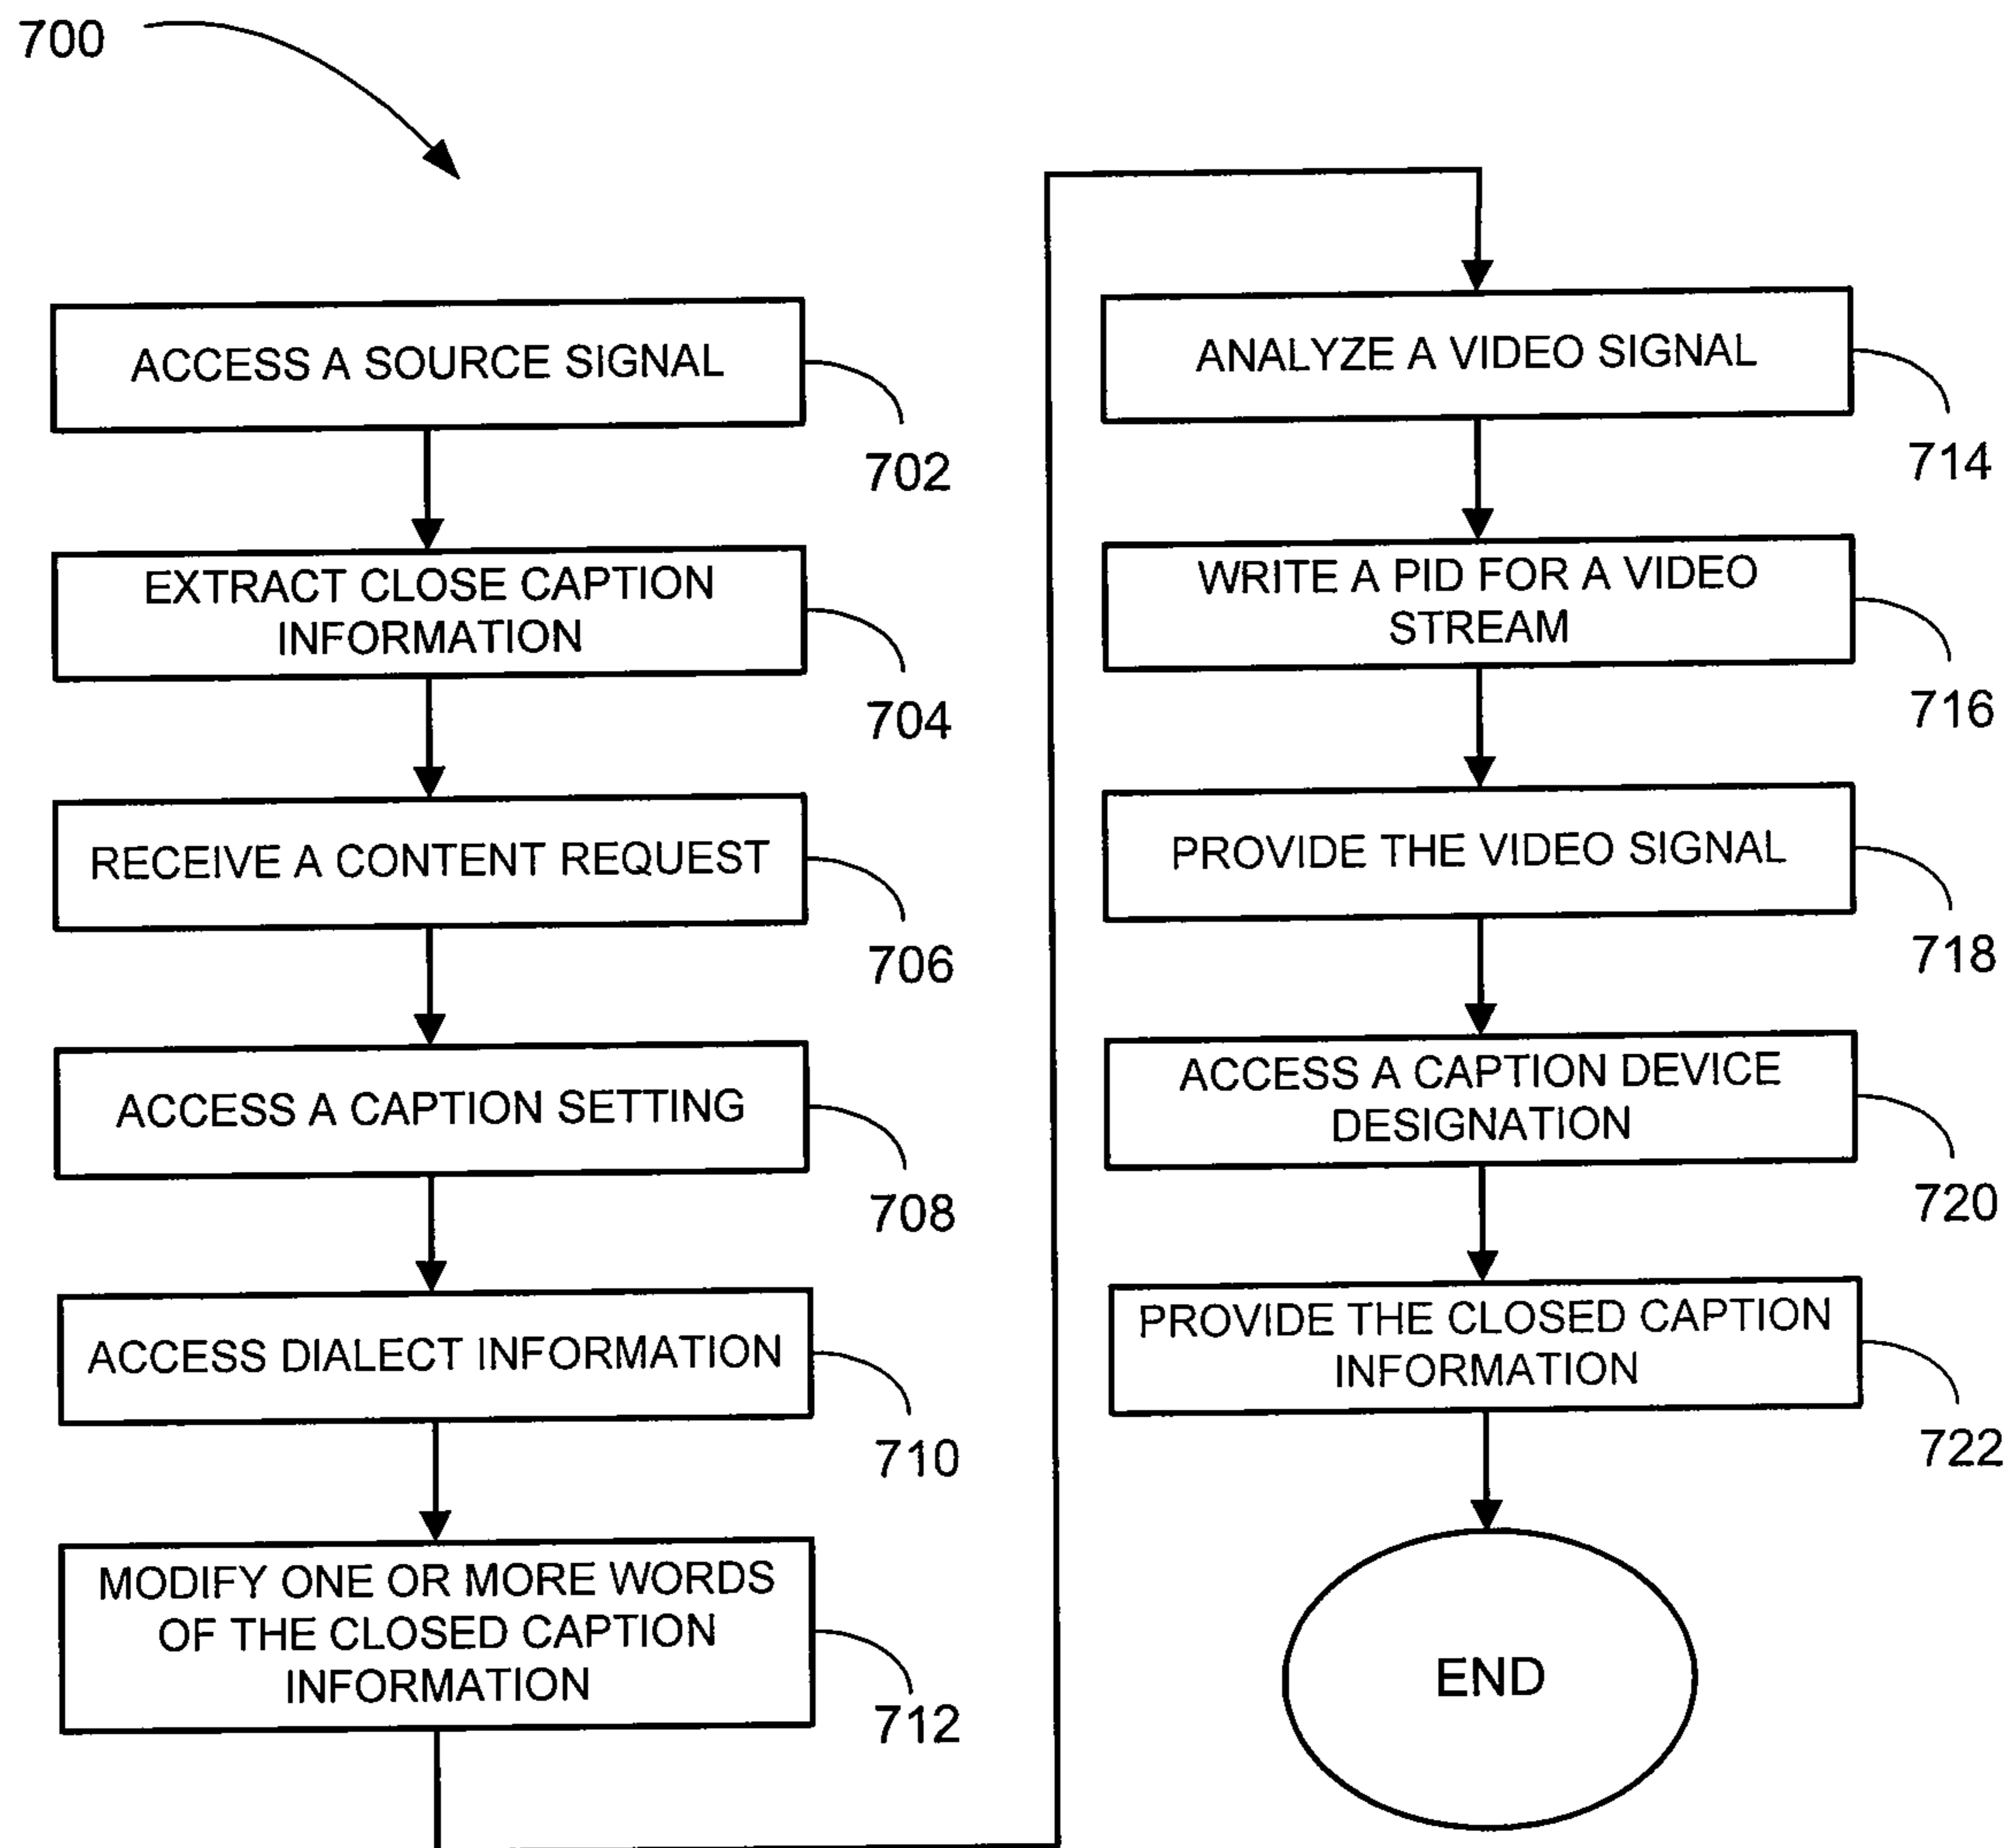 700
ACCESS A SOURCE SIGNAL
702
EXTRACT CLOSE CAPTION
INFORMATION
704
RECEIVE A CONTENT REQUEST
706
ACCESS A CAPTION SETTING
708
ACCESS DIALECT INFORMATION
710
MODIFY ONE OR MORE WORDS
OF THE CLOSED CAPTION
INFORMATION
712
ANALYZE A VIDEO SIGNAL
714
WRITE A PID FOR A VIDEO
STREAM
716
PROVIDE THE VIDEO SIGNAL
718
ACCESS A CAPTION DEVICE
DESIGNATION
720
PROVIDE THE CLOSED CAPTION
INFORMATION
722
END